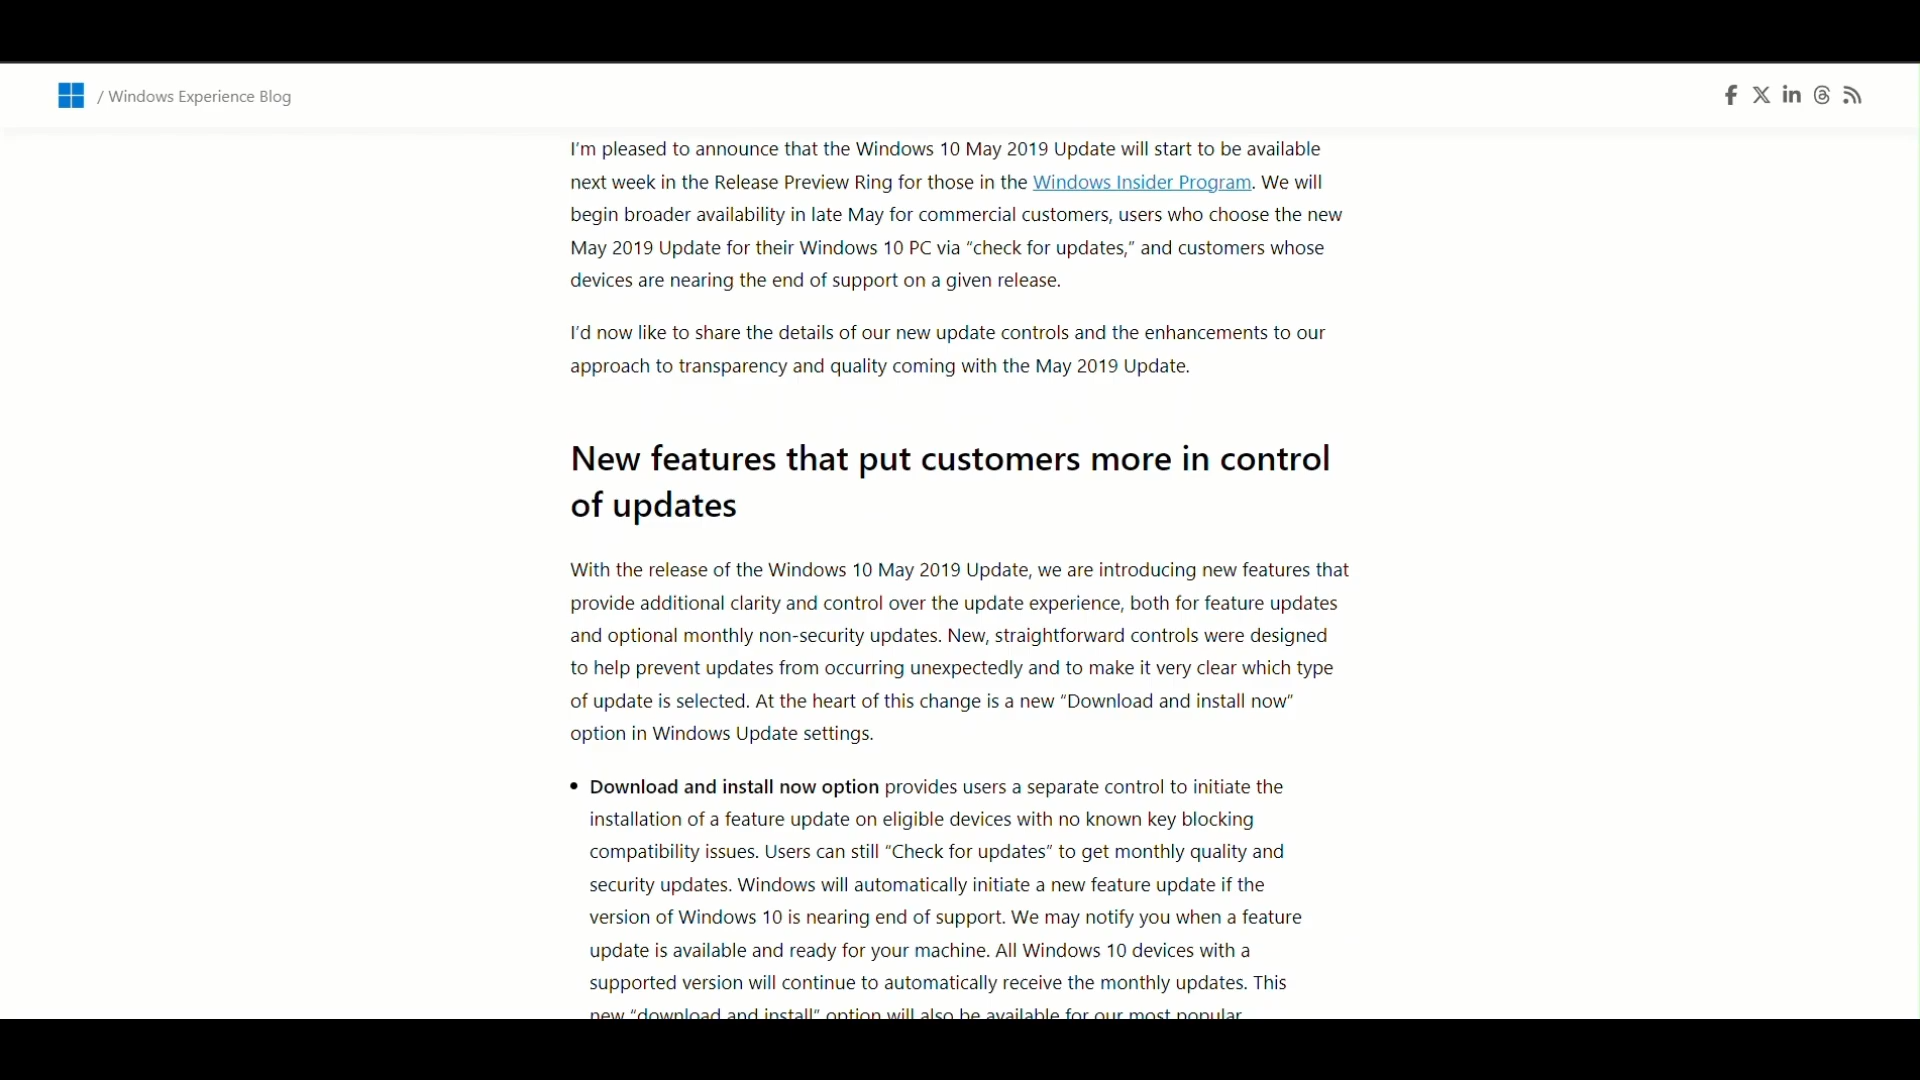 / Windows Experience Blog
I’m pleased to announce that the Windows 10 May 2019 Update will start to be available
next week in the Release Preview Ring for those in the Windows Insider Program. We will
begin broader availability in late May for commercial customers, users who choose the new
May 2019 Update for their Windows 10 PC via “check for updates,” and customers whose
devices are nearing the end of support on a given release.
I’d now like to share the details of our new update controls and the enhancements to our
approach to transparency and quality coming with the May 2019 Update.
New features that put customers more in control
of updates
With the release of the Windows 10 May 2019 Update, we are introducing new features that
provide additional clarity and control over the update experience, both for feature updates
and optional monthly non-security updates. New, straightforward controls were designed
to help prevent updates from occurring unexpectedly and to make it very clear which type
of update is selected. At the heart of this change is a new “Download and install now”
option in Windows Update settings.
• Download and install now option provides users a separate control to initiate the
installation of a feature update on eligible devices with no known key blocking
compatibility issues. Users can still “Check for updates” to get monthly quality and
security updates. Windows will automatically initiate a new feature update if the
version of Windows 10 is nearing end of support. We may notify you when a feature
update is available and ready for your machine. All Windows 10 devices with a
supported version will continue to automatically receive the monthly updates. This
new “download and install” option will also be available for our most popular